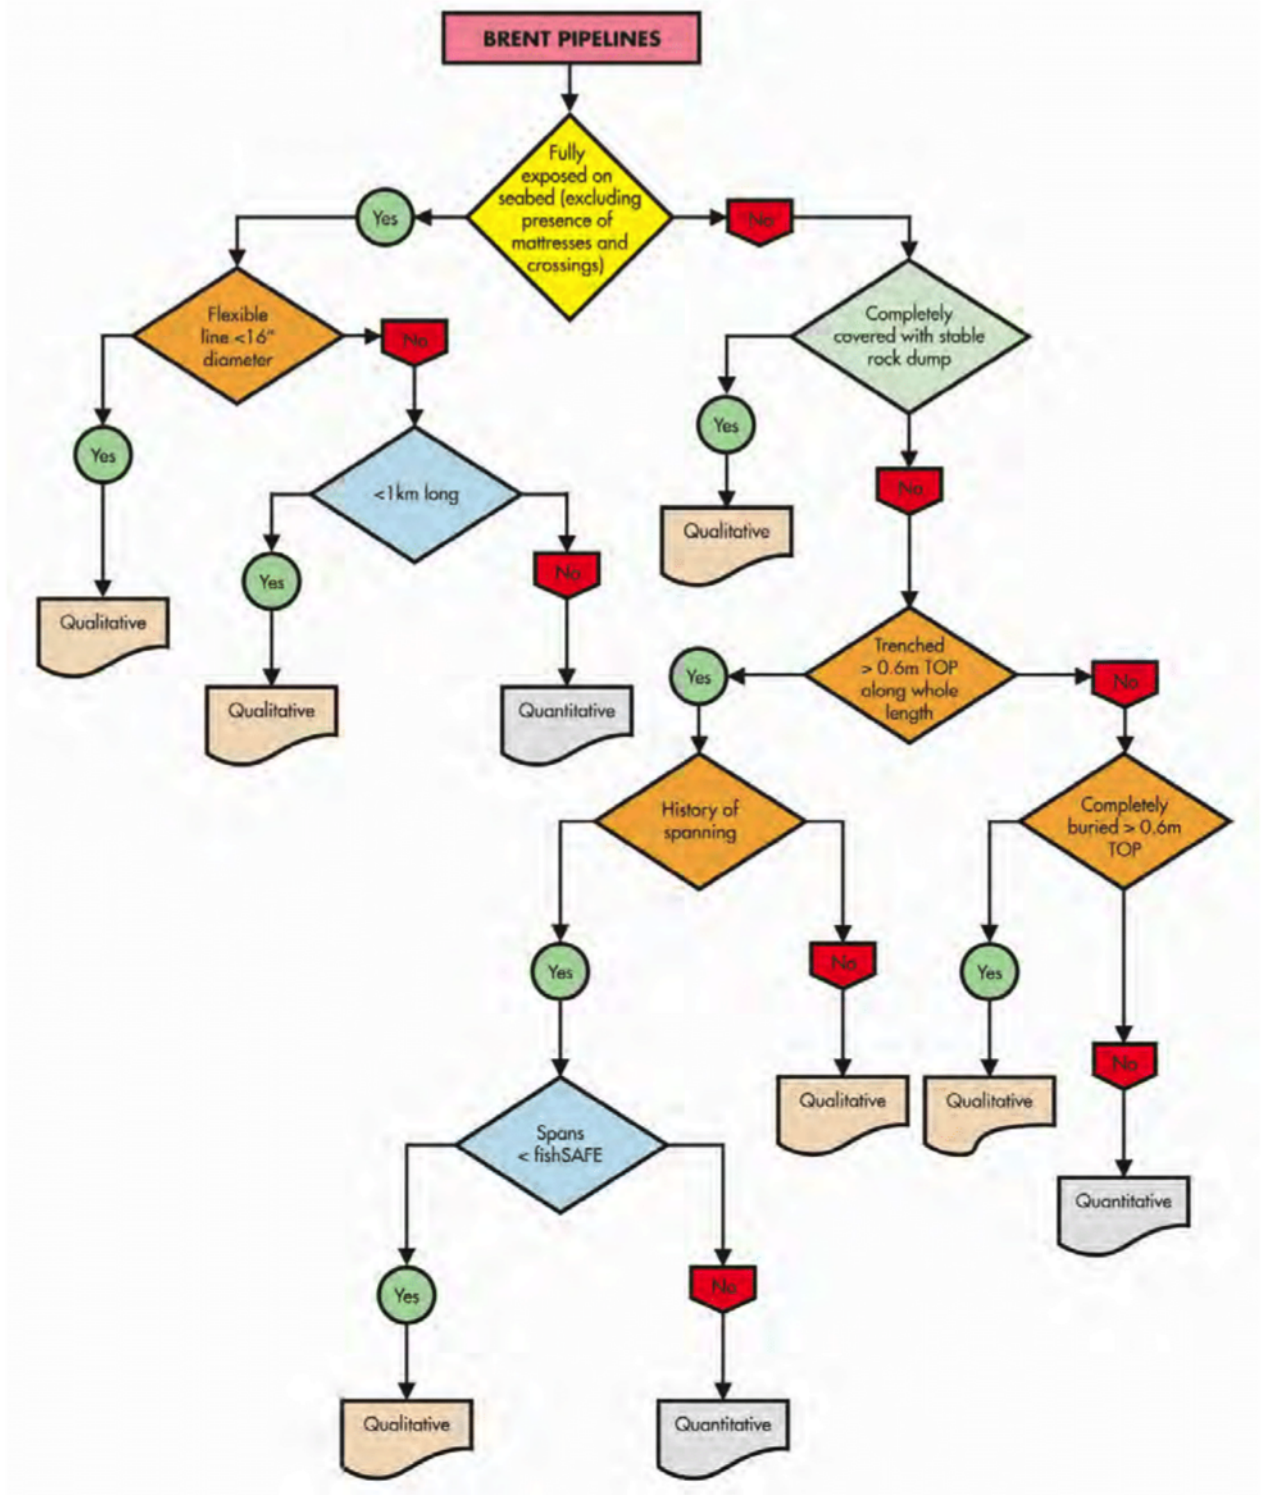 BRENT PIPELINES
Fully
exposed on
seabed (excluding
presence of
mattresses and
crossings)
Yes
No
Flexible
line <16"
diameter
No
Completely
covered with stable
rock dump
Yes
Yes
<1km long
No
Qualitative
Yes
No
Qualitative
Qualitative
Quantitative
Trenched
> 0.6m TOP
along whole
length
Yes
No
History of
spanning
Completely
buried > 0.6m
TOP
Yes
No
Yes
No
Qualitative
Qualitative
Spans
< fishSAFE
Quantitative
Yes
No
Qualitative
Quantitative